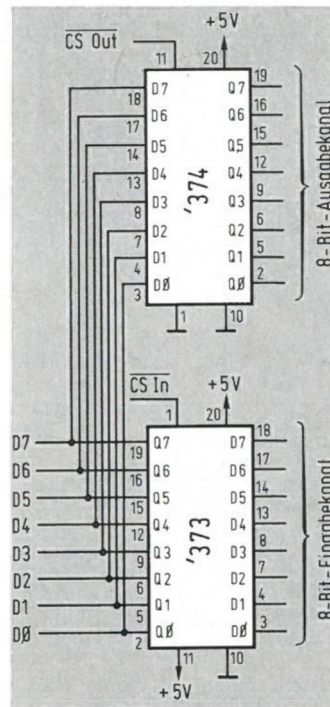 CS Out
+5V
11
20
D7
Q7
19
18
D6
Q6
16
17
D5
Q5
15
14
D4
Q4
12
13
'374
D3
Q3
9
8
D2
Q2
6
7
D1
Q1
5
4
DØ
QØ
2
3
1
10
8-Bit-Ausgabekanal
CS In
+5V
1
20
D7
Q7
D7
18
19
D6
Q6
D6
17
16
D5
Q5
D5
14
15
D4
Q4
D4
13
12
'373
D3
Q3
D3
8
9
D2
Q2
D2
7
6
D1
Q1
D1
4
5
DØ
QØ
DØ
3
2
11
10
+5V
8-Bit-Eingabekanal